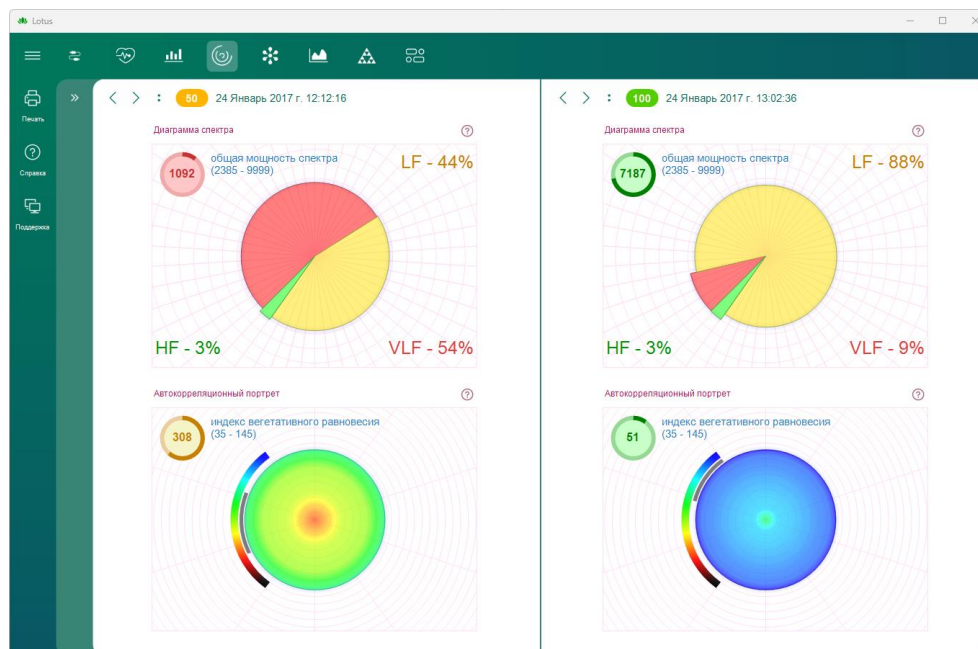 Lotus
Печать
Справка
Поддержка
50 24 Январь 2017 г. 12:12:16
Диаграмма спектра
1092
общая мощность спектра
(2385 - 9999)
LF - 44%
HF - 3%
VLF - 54%
Автокорреляционный портрет
308
индекс вегетативного равновесия
(35 - 145)
100 24 Январь 2017 г. 13:02:36
Диаграмма спектра
7187
общая мощность спектра
(2385 - 9999)
LF - 88%
HF - 3%
VLF - 9%
Автокорреляционный портрет
51
индекс вегетативного равновесия
(35 - 145)